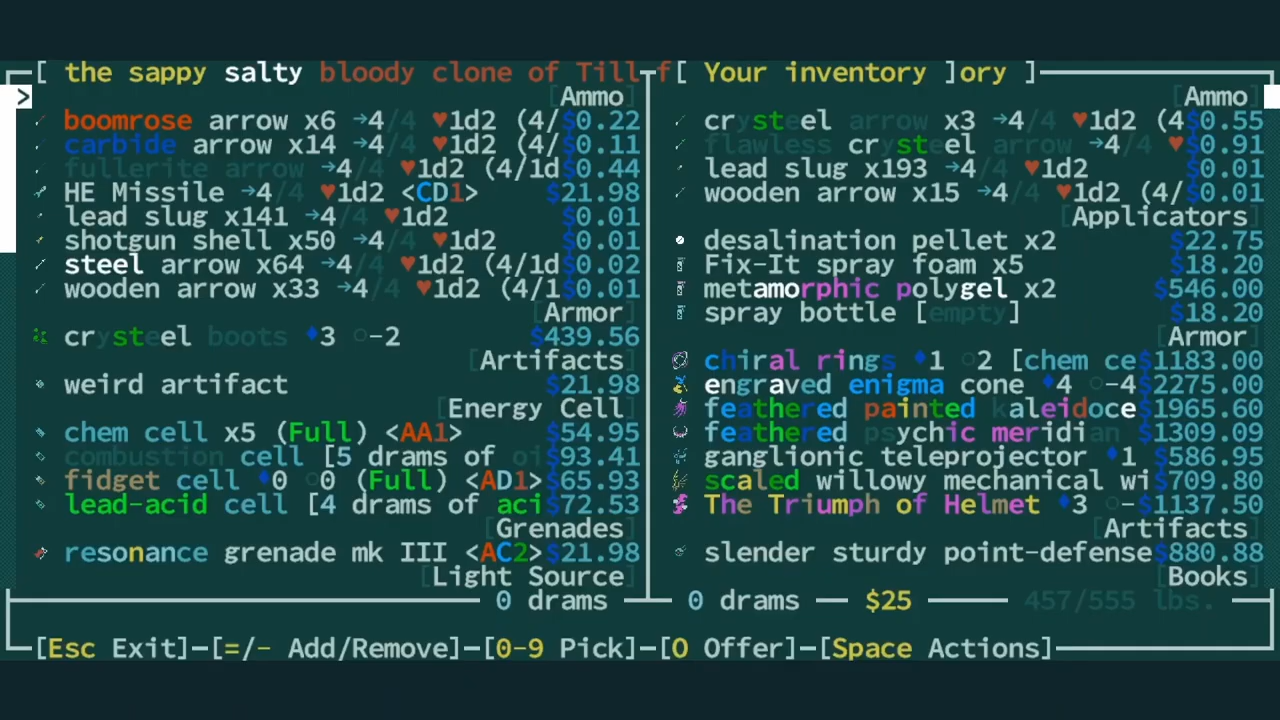 [ the sappy salty bloody clone of Till f
[Ammo]
boomrose arrow x6 →4/4 ♥1d2 (4/ $0.22
carbide arrow x14 →4/4 ♥1d2 (4/ $0.11
fullerite arrow →4/4 ♥1d2 (4/1d $0.44
HE Missile →4/4 ♥1d2 <CD1> $21.98
lead slug x141 →4/4 ♥1d2 $0.01
shotgun shell x50 →4/4 ♥1d2 $0.01
steel arrow x64 →4/4 ♥1d2 (4/1d $0.02
wooden arrow x33 →4/4 ♥1d2 (4/1 $0.01
[Armor]
crysteel boots ♦3 ○-2 $439.56
[Artifacts]
weird artifact $21.98
[Energy Cell]
chem cell x5 (Full) <AA1> $54.95
combustion cell [5 drams of oi $93.41
fidget cell ♦0 ○0 (Full) <AD1> $65.93
lead-acid cell [4 drams of aci $72.53
[Grenades]
resonance grenade mk III <AC2> $21.98
[Light Source]
0 drams
[ Your inventory ]ory ]
[Ammo]
crysteel arrow x3 →4/4 ♥1d2 (4 $0.55
flawless crysteel arrow →4/4 ♥ $0.91
lead slug x193 →4/4 ♥1d2 $0.01
wooden arrow x15 →4/4 ♥1d2 (4/ $0.01
[Applicators]
desalination pellet x2 $22.75
Fix-It spray foam x5 $18.20
metamorphic polygel x2 $546.00
spray bottle [empty] $18.20
[Armor]
chiral rings ♦1 ○2 [chem ce $1183.00
engraved enigma cone ♦4 ○-4 $2275.00
feathered painted kaleidoce $1965.60
feathered psychic meridian $1309.09
ganglionic teleprojector ♦1 $586.95
scaled willowy mechanical wi $709.80
The Triumph of Helmet ♦3 ○- $1137.50
[Artifacts]
slender sturdy point-defense $880.88
[Books]
0 drams — $25 — 457/555 lbs.
[Esc Exit]-[=/- Add/Remove]-[0-9 Pick]-[O Offer]-[Space Actions]